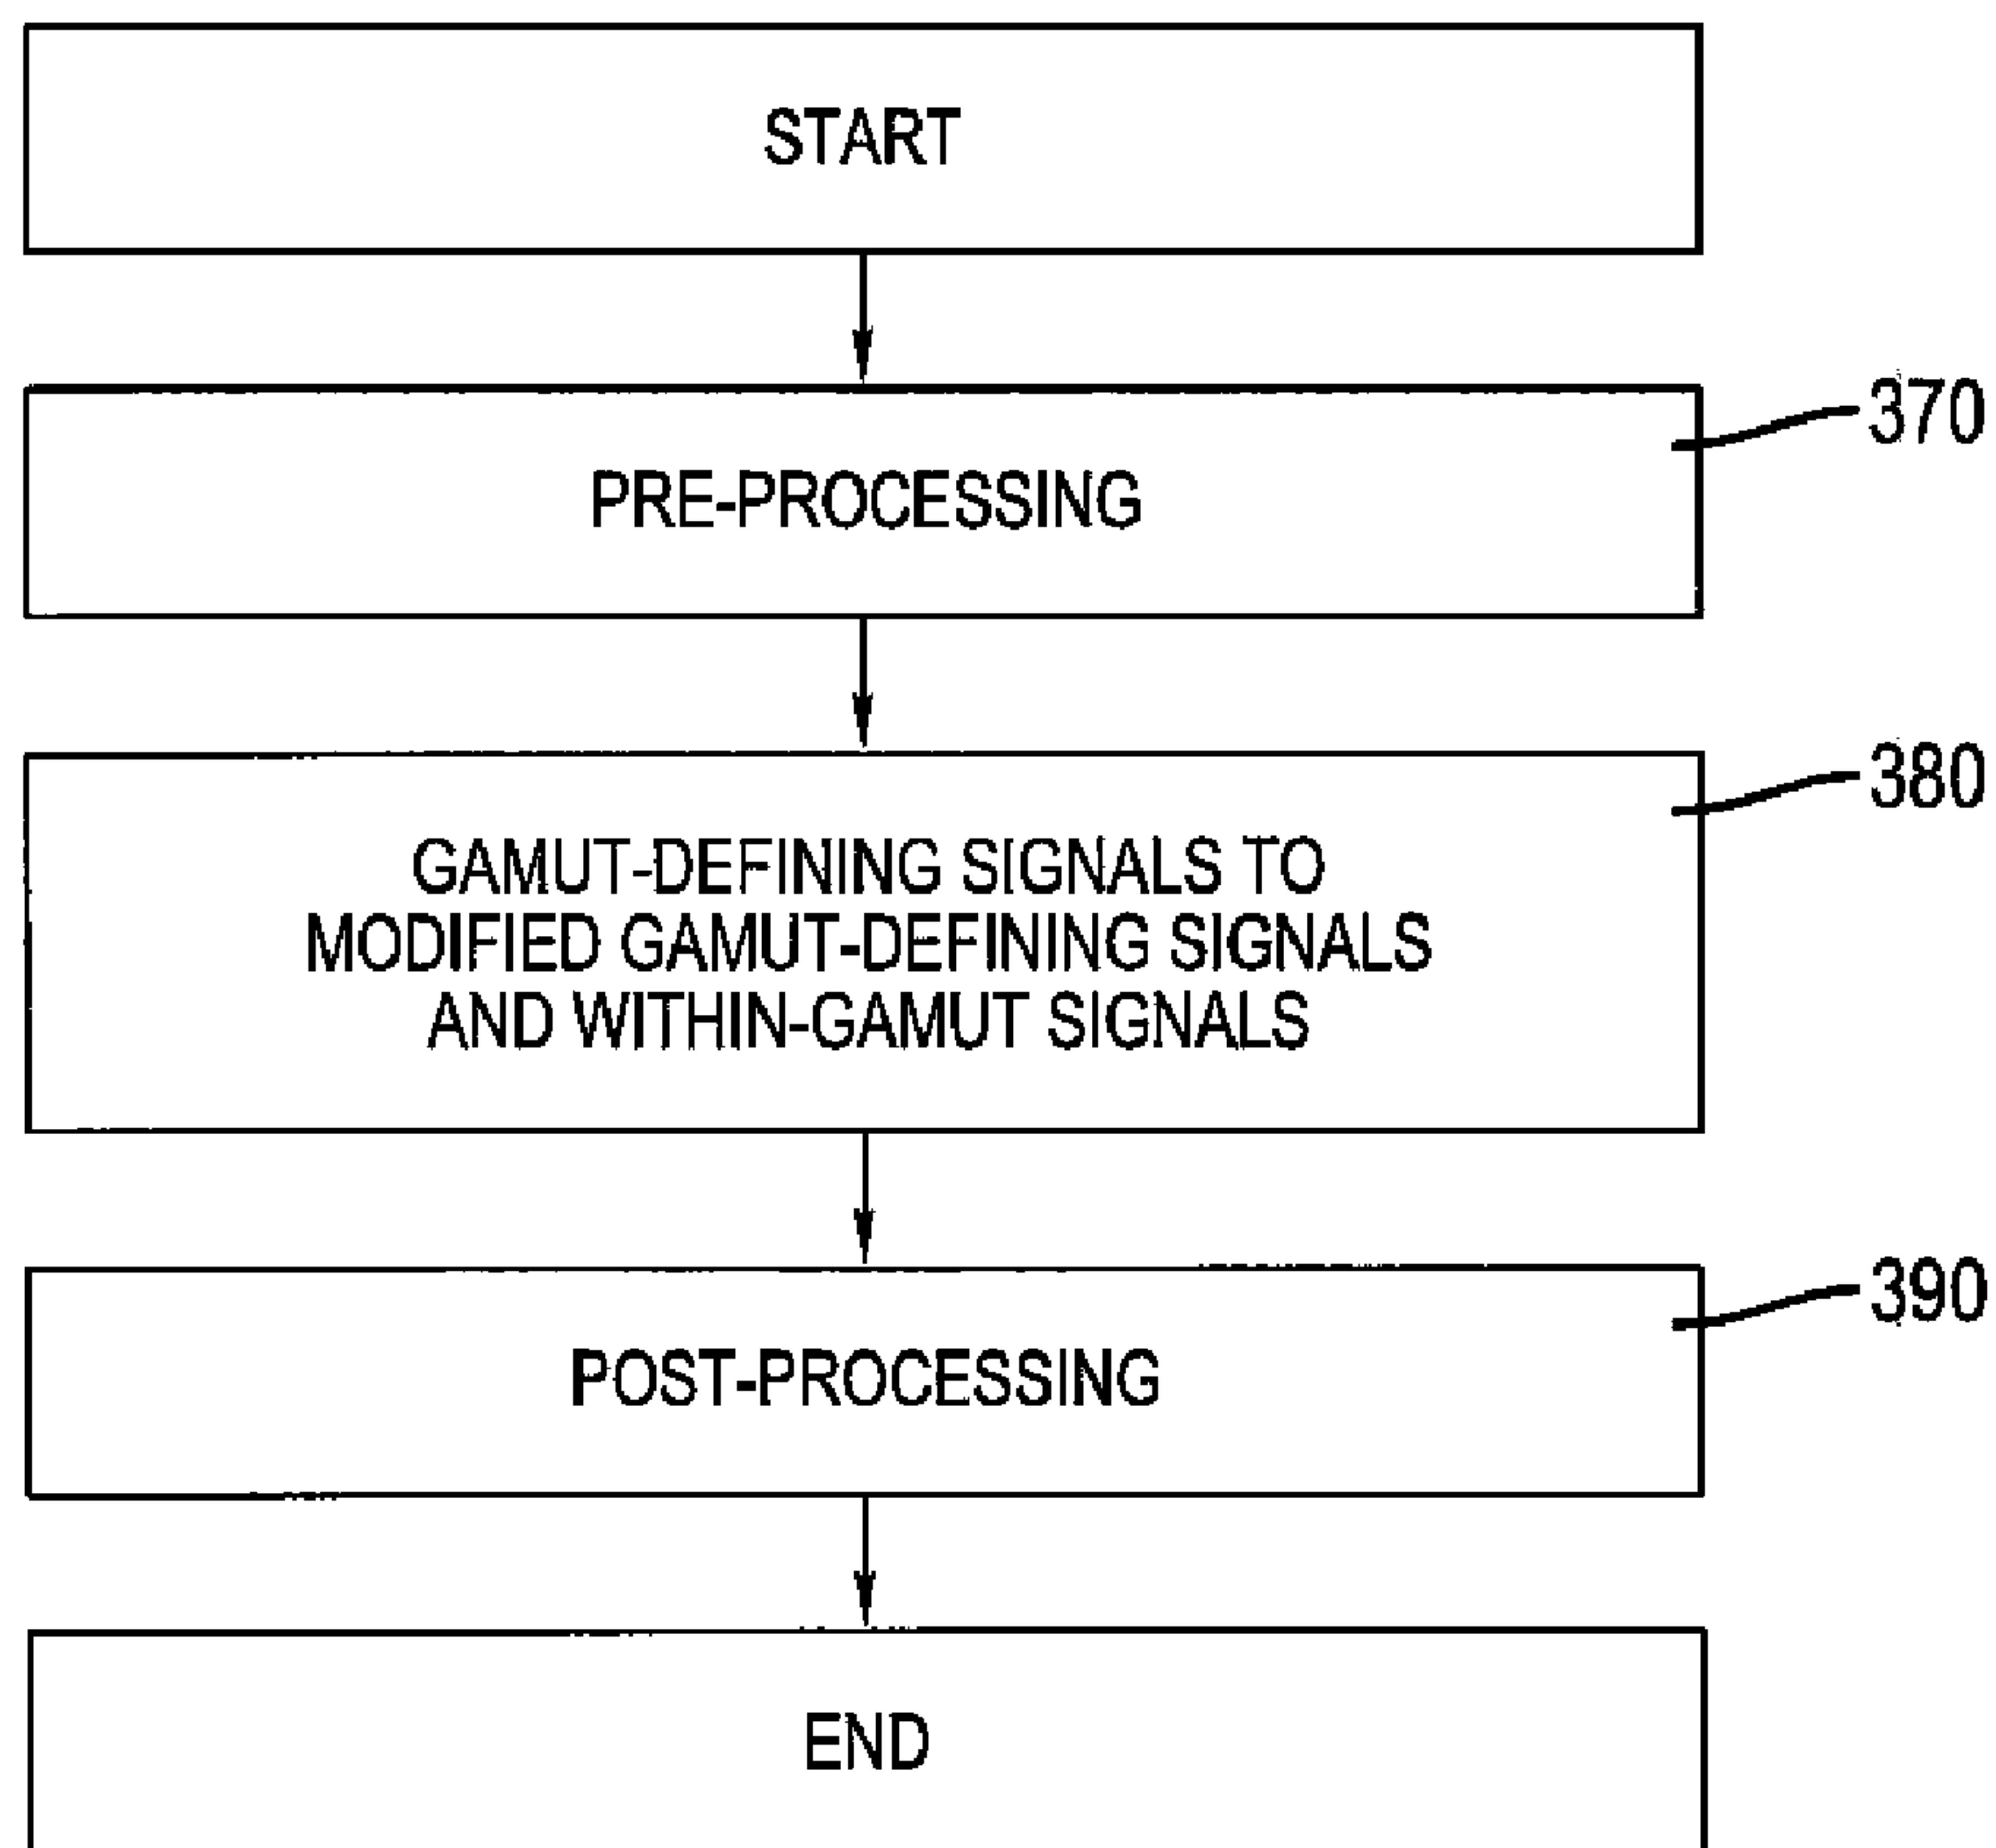 START
370
PRE-PROCESSING
380
GAMUT-DEFINING SIGNALS TO
MODIFIED GAMUT-DEFINING SIGNALS
AND WITHIN-GAMUT SIGNALS
390
POST-PROCESSING
END